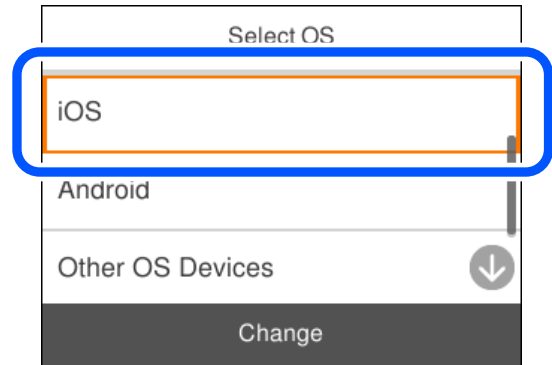 Select OS
iOS
Android
Other OS Devices
Change